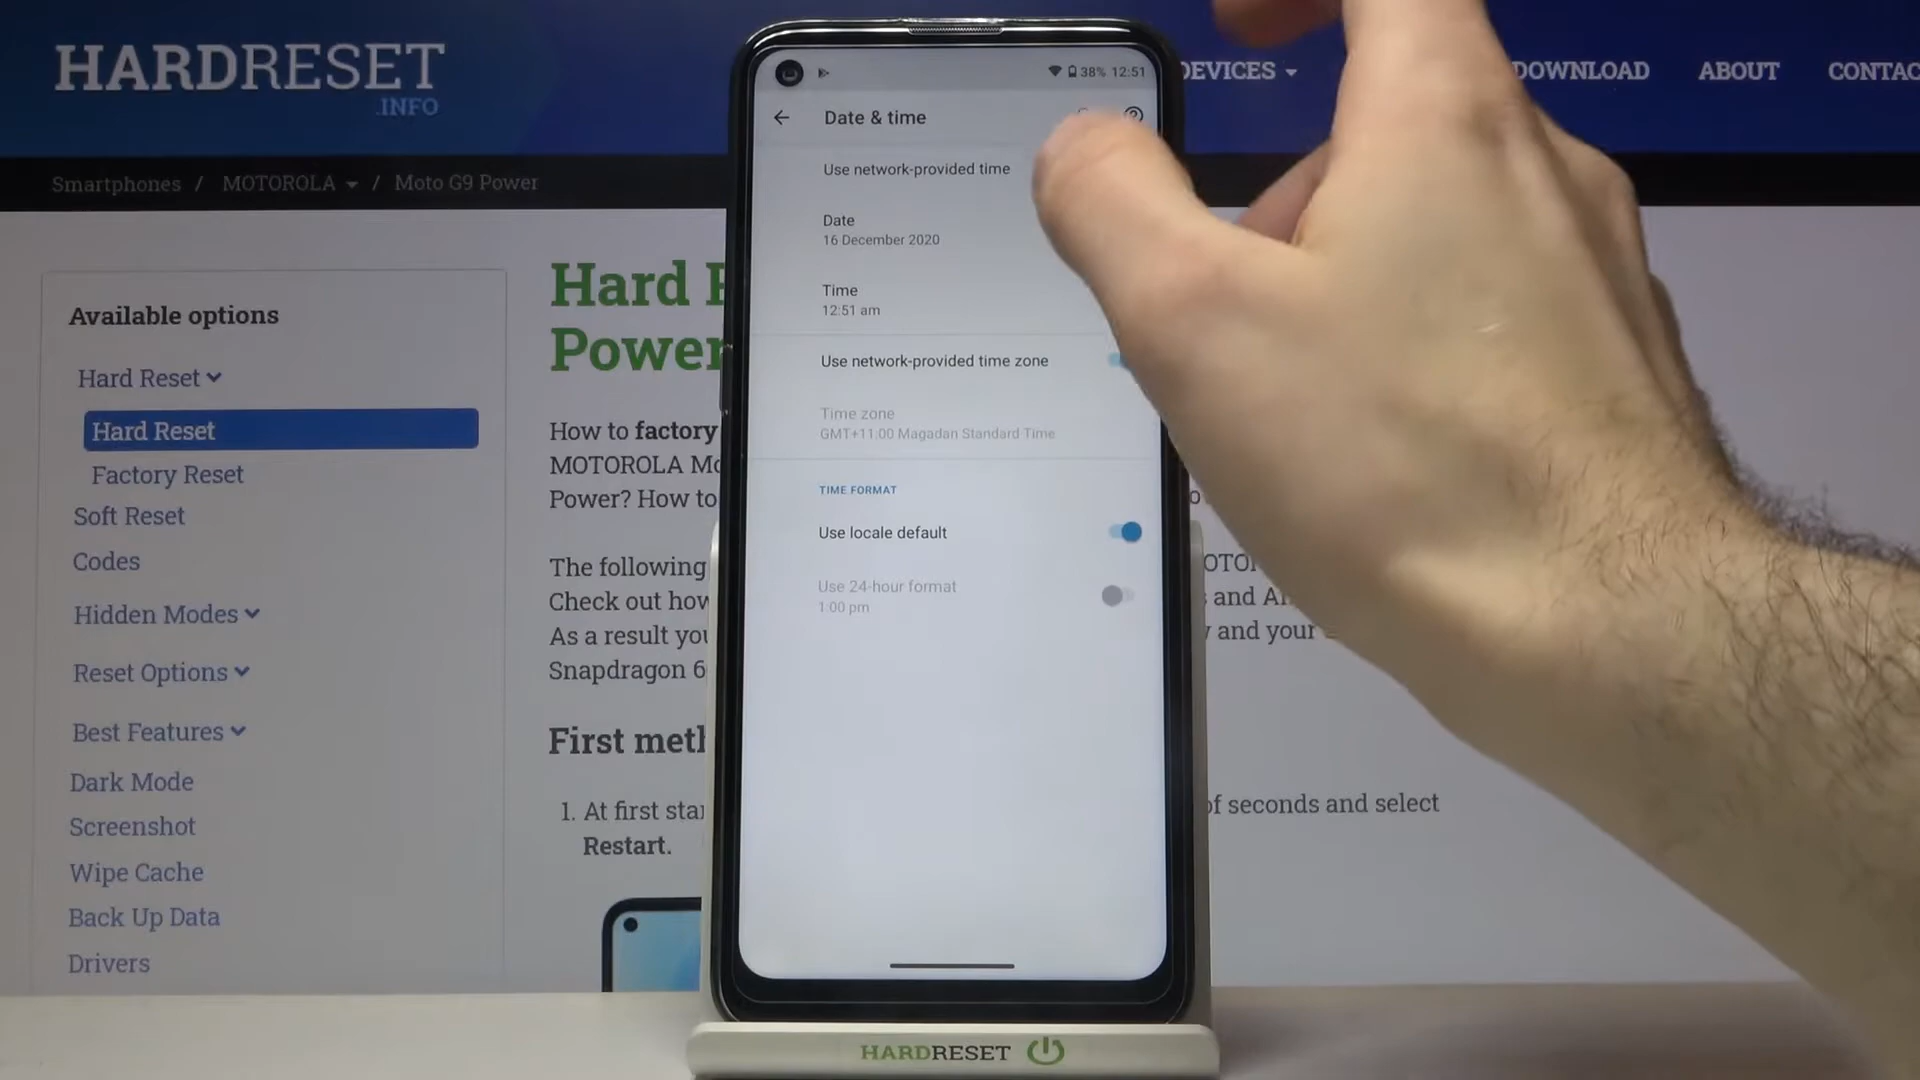 HARDRESET
.INFO
DEVICES
DOWNLOAD
ABOUT
Smartphones / MOTOROLA / Moto G9 Power
Available options
Hard Reset
Hard Reset
Factory Reset
Soft Reset
Codes
Hidden Modes
Reset Options
Best Features
Dark Mode
Screenshot
Wipe Cache
Back Up Data
Drivers
Hard
Power
How to factory
MOTOROLA
Power? How to
The following
Check out how
As a result you
Snapdragon
and your
First
1. At first
of seconds and select
Restart.
38% 12:51
Date & time
Use network-provided time
Date
16 December 2020
Time
12:51 am
Use network-provided time zone
Time zone
GMT+11:00 Magadan Standard Time
TIME FORMAT
Use locale default
Use 24-hour format
1:00 pm
HARDRESET